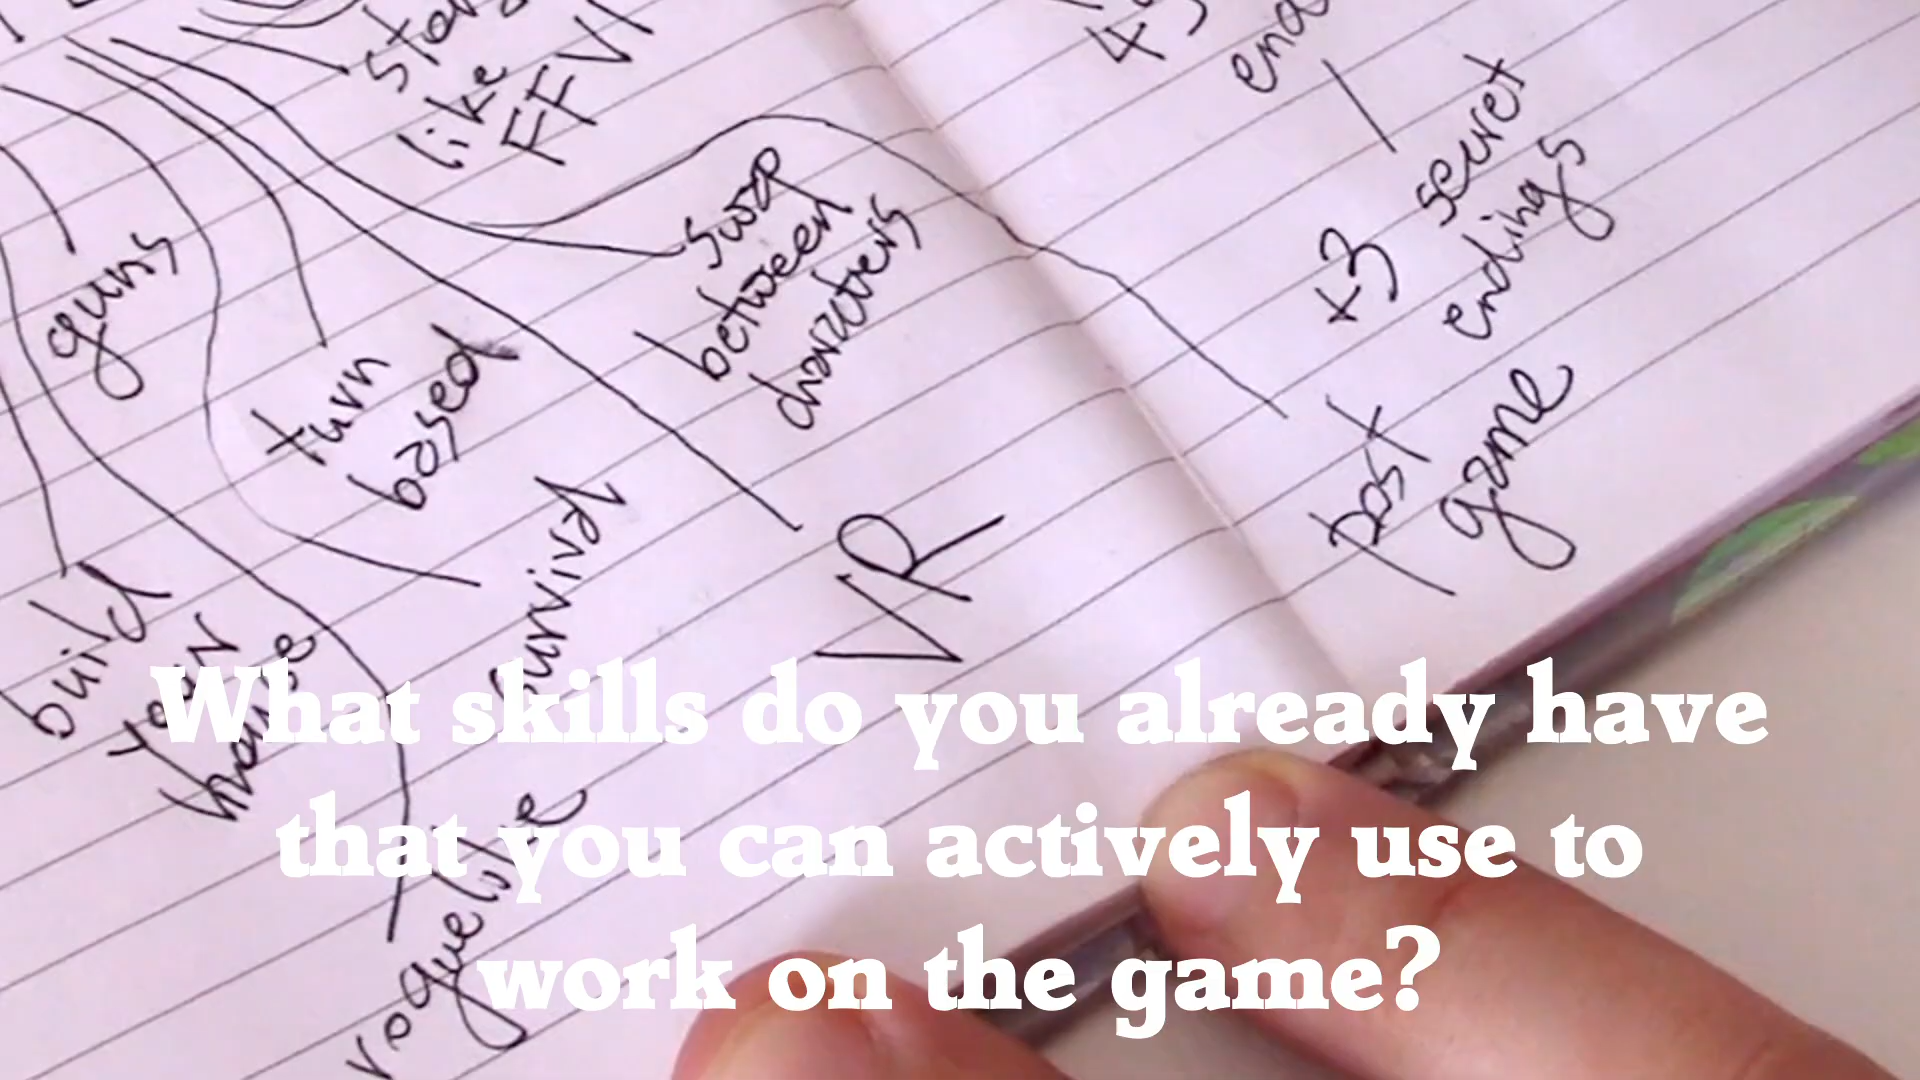 like
FFVI
guns
turn
based
swap
between
characters
end
+3 secret
endings
post
game
build
your
house
survival
VR
roguelike
What skills do you already have
that you can actively use to
work on the game?